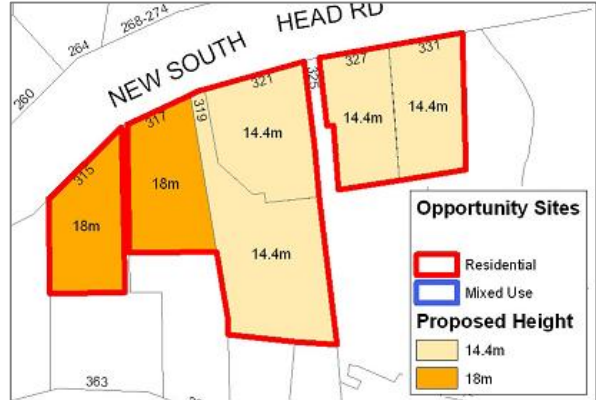 264
268-274
260
NEW SOUTH HEAD RD
315
317
319
321
325
327
331
18m
18m
14.4m
14.4m
14.4m
14.4m
363
Opportunity Sites
Residential
Mixed Use
Proposed Height
14.4m
18m